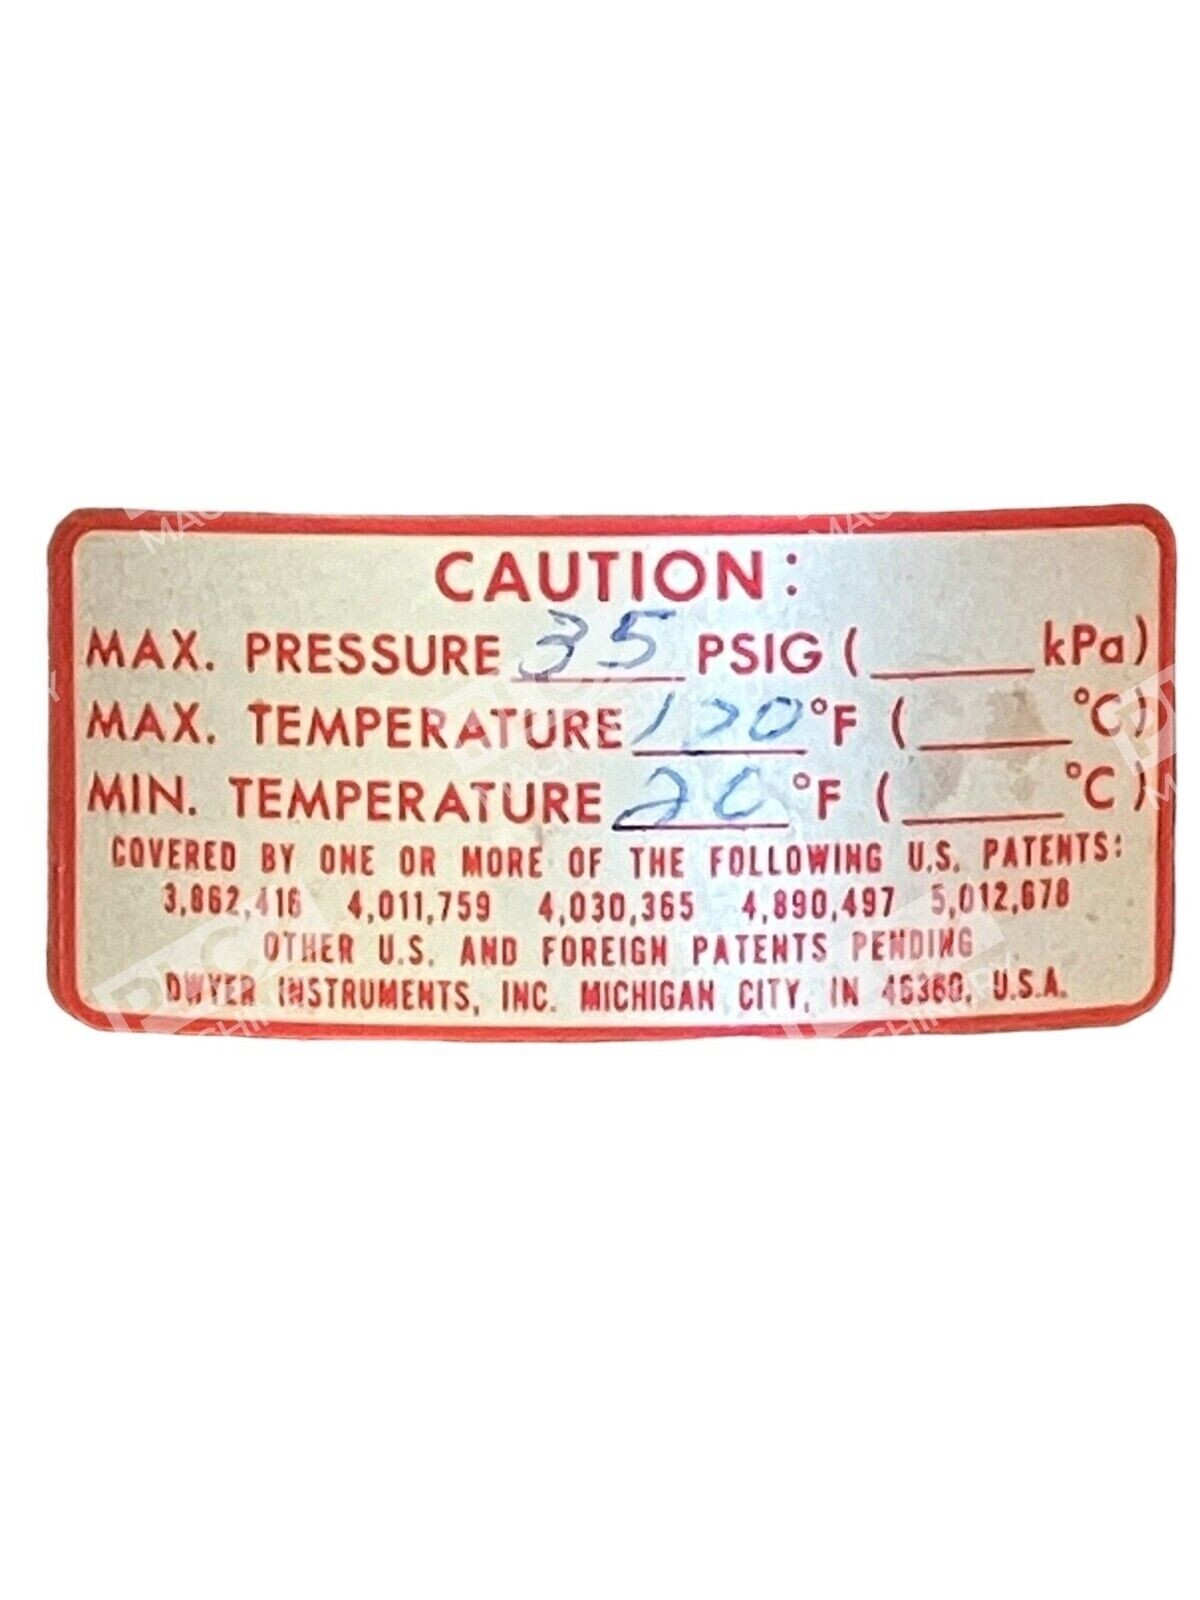 CAUTION:
MAX. PRESSURE 35 PSIG ( kPa)
MAX. TEMPERATURE 120 °F ( °C)
MIN. TEMPERATURE 20 °F ( °C)
COVERED BY ONE OR MORE OF THE FOLLOWING U.S. PATENTS:
3,862,416 4,011,759 4,030,365 4,890,497 5,012,678
OTHER U.S. AND FOREIGN PATENTS PENDING
DWYER INSTRUMENTS, INC. MICHIGAN CITY, IN 46360, U.S.A.